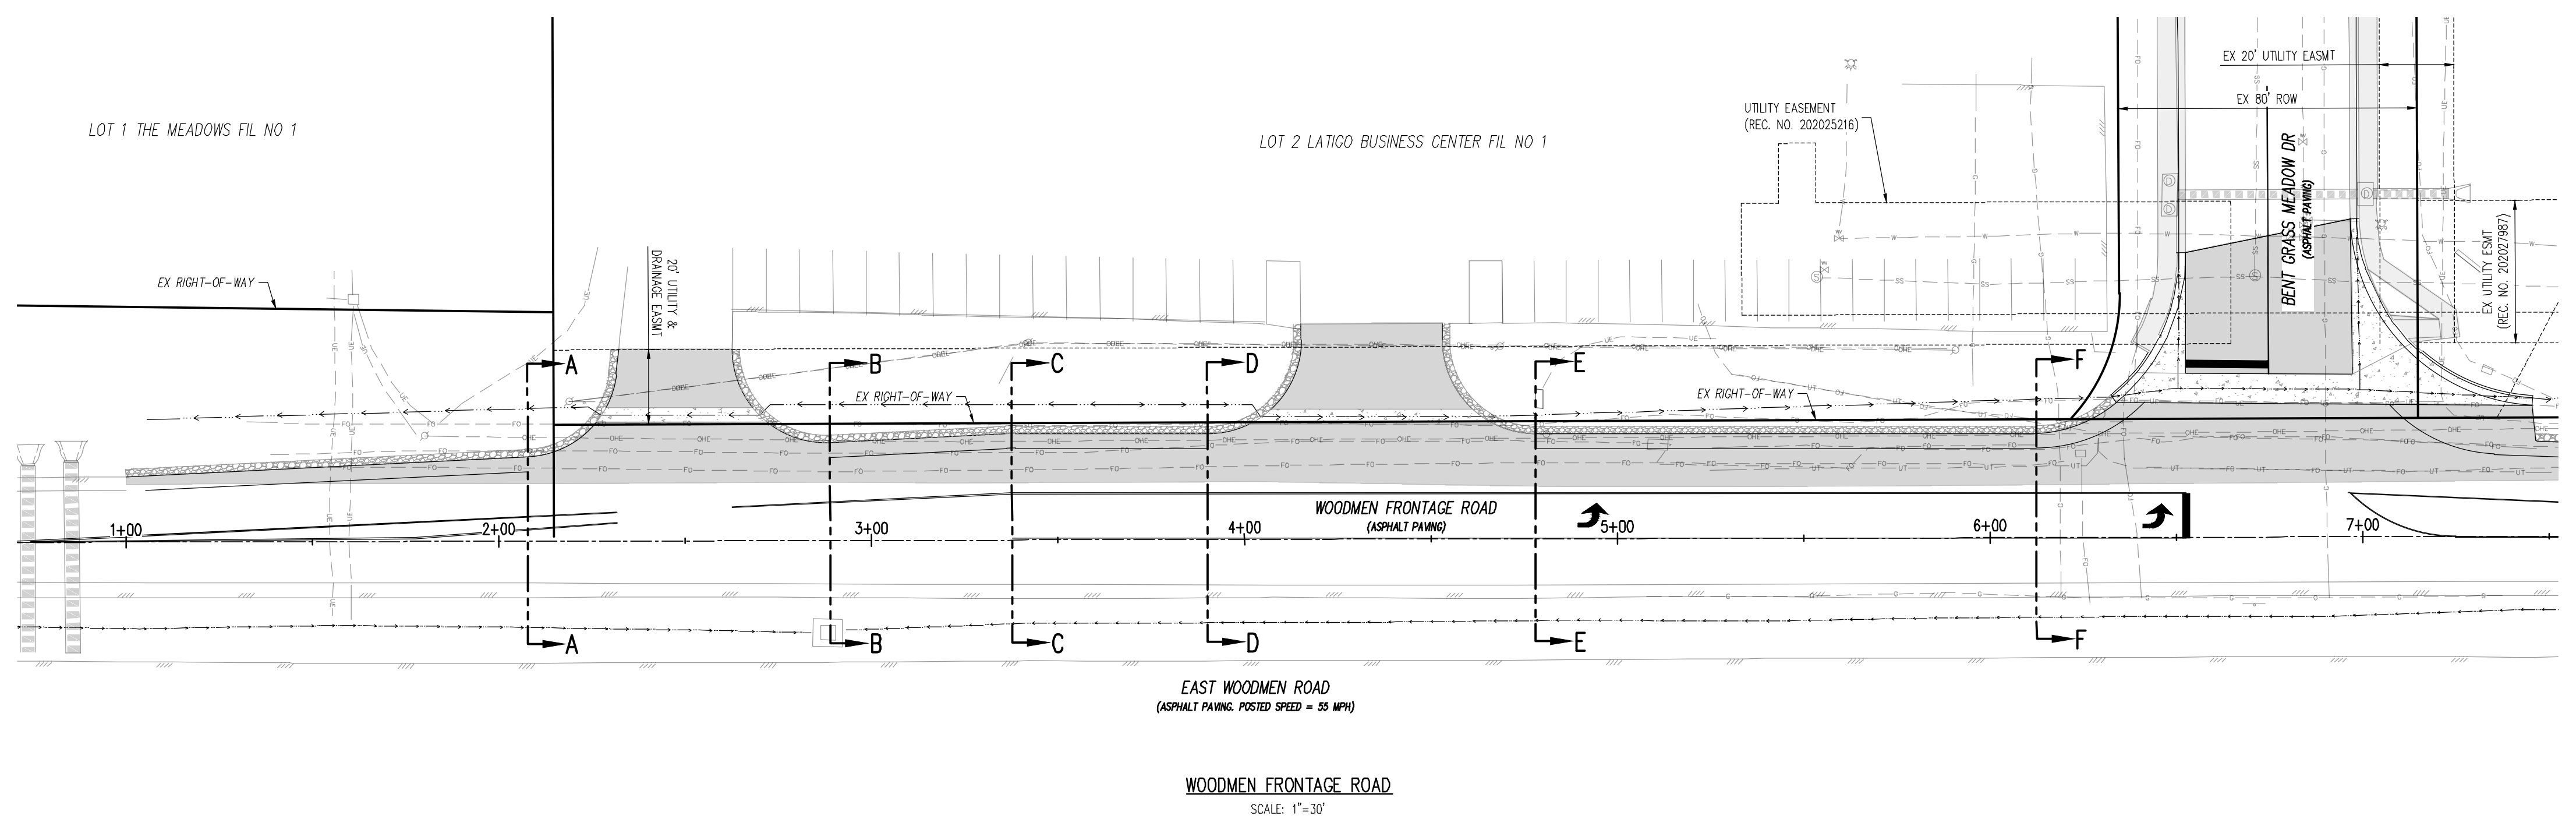 EX 20' UTILITY EASMT
EX 80' ROW
UTILITY EASEMENT
(REC. NO. 202025216)
LOT 1 THE MEADOWS FIL NO 1
LOT 2 LATIGO BUSINESS CENTER FIL NO 1
BENT GRASS MEADOW DR
(ASPHALT PAVING)
EX UTILITY ESMT
(REC. NO. 202027987)
20' UTILITY &
DRAINAGE EASMT
EX RIGHT-OF-WAY
A
B
C
D
E
F
EX RIGHT-OF-WAY
EX RIGHT-OF-WAY
WOODMEN FRONTAGE ROAD
(ASPHALT PAVING)
1+00
2+00
3+00
4+00
5+00
6+00
7+00
A
B
C
D
E
F
EAST WOODMEN ROAD
(ASPHALT PAVING. POSTED SPEED = 55 MPH)
WOODMEN FRONTAGE ROAD
SCALE: 1"=30'